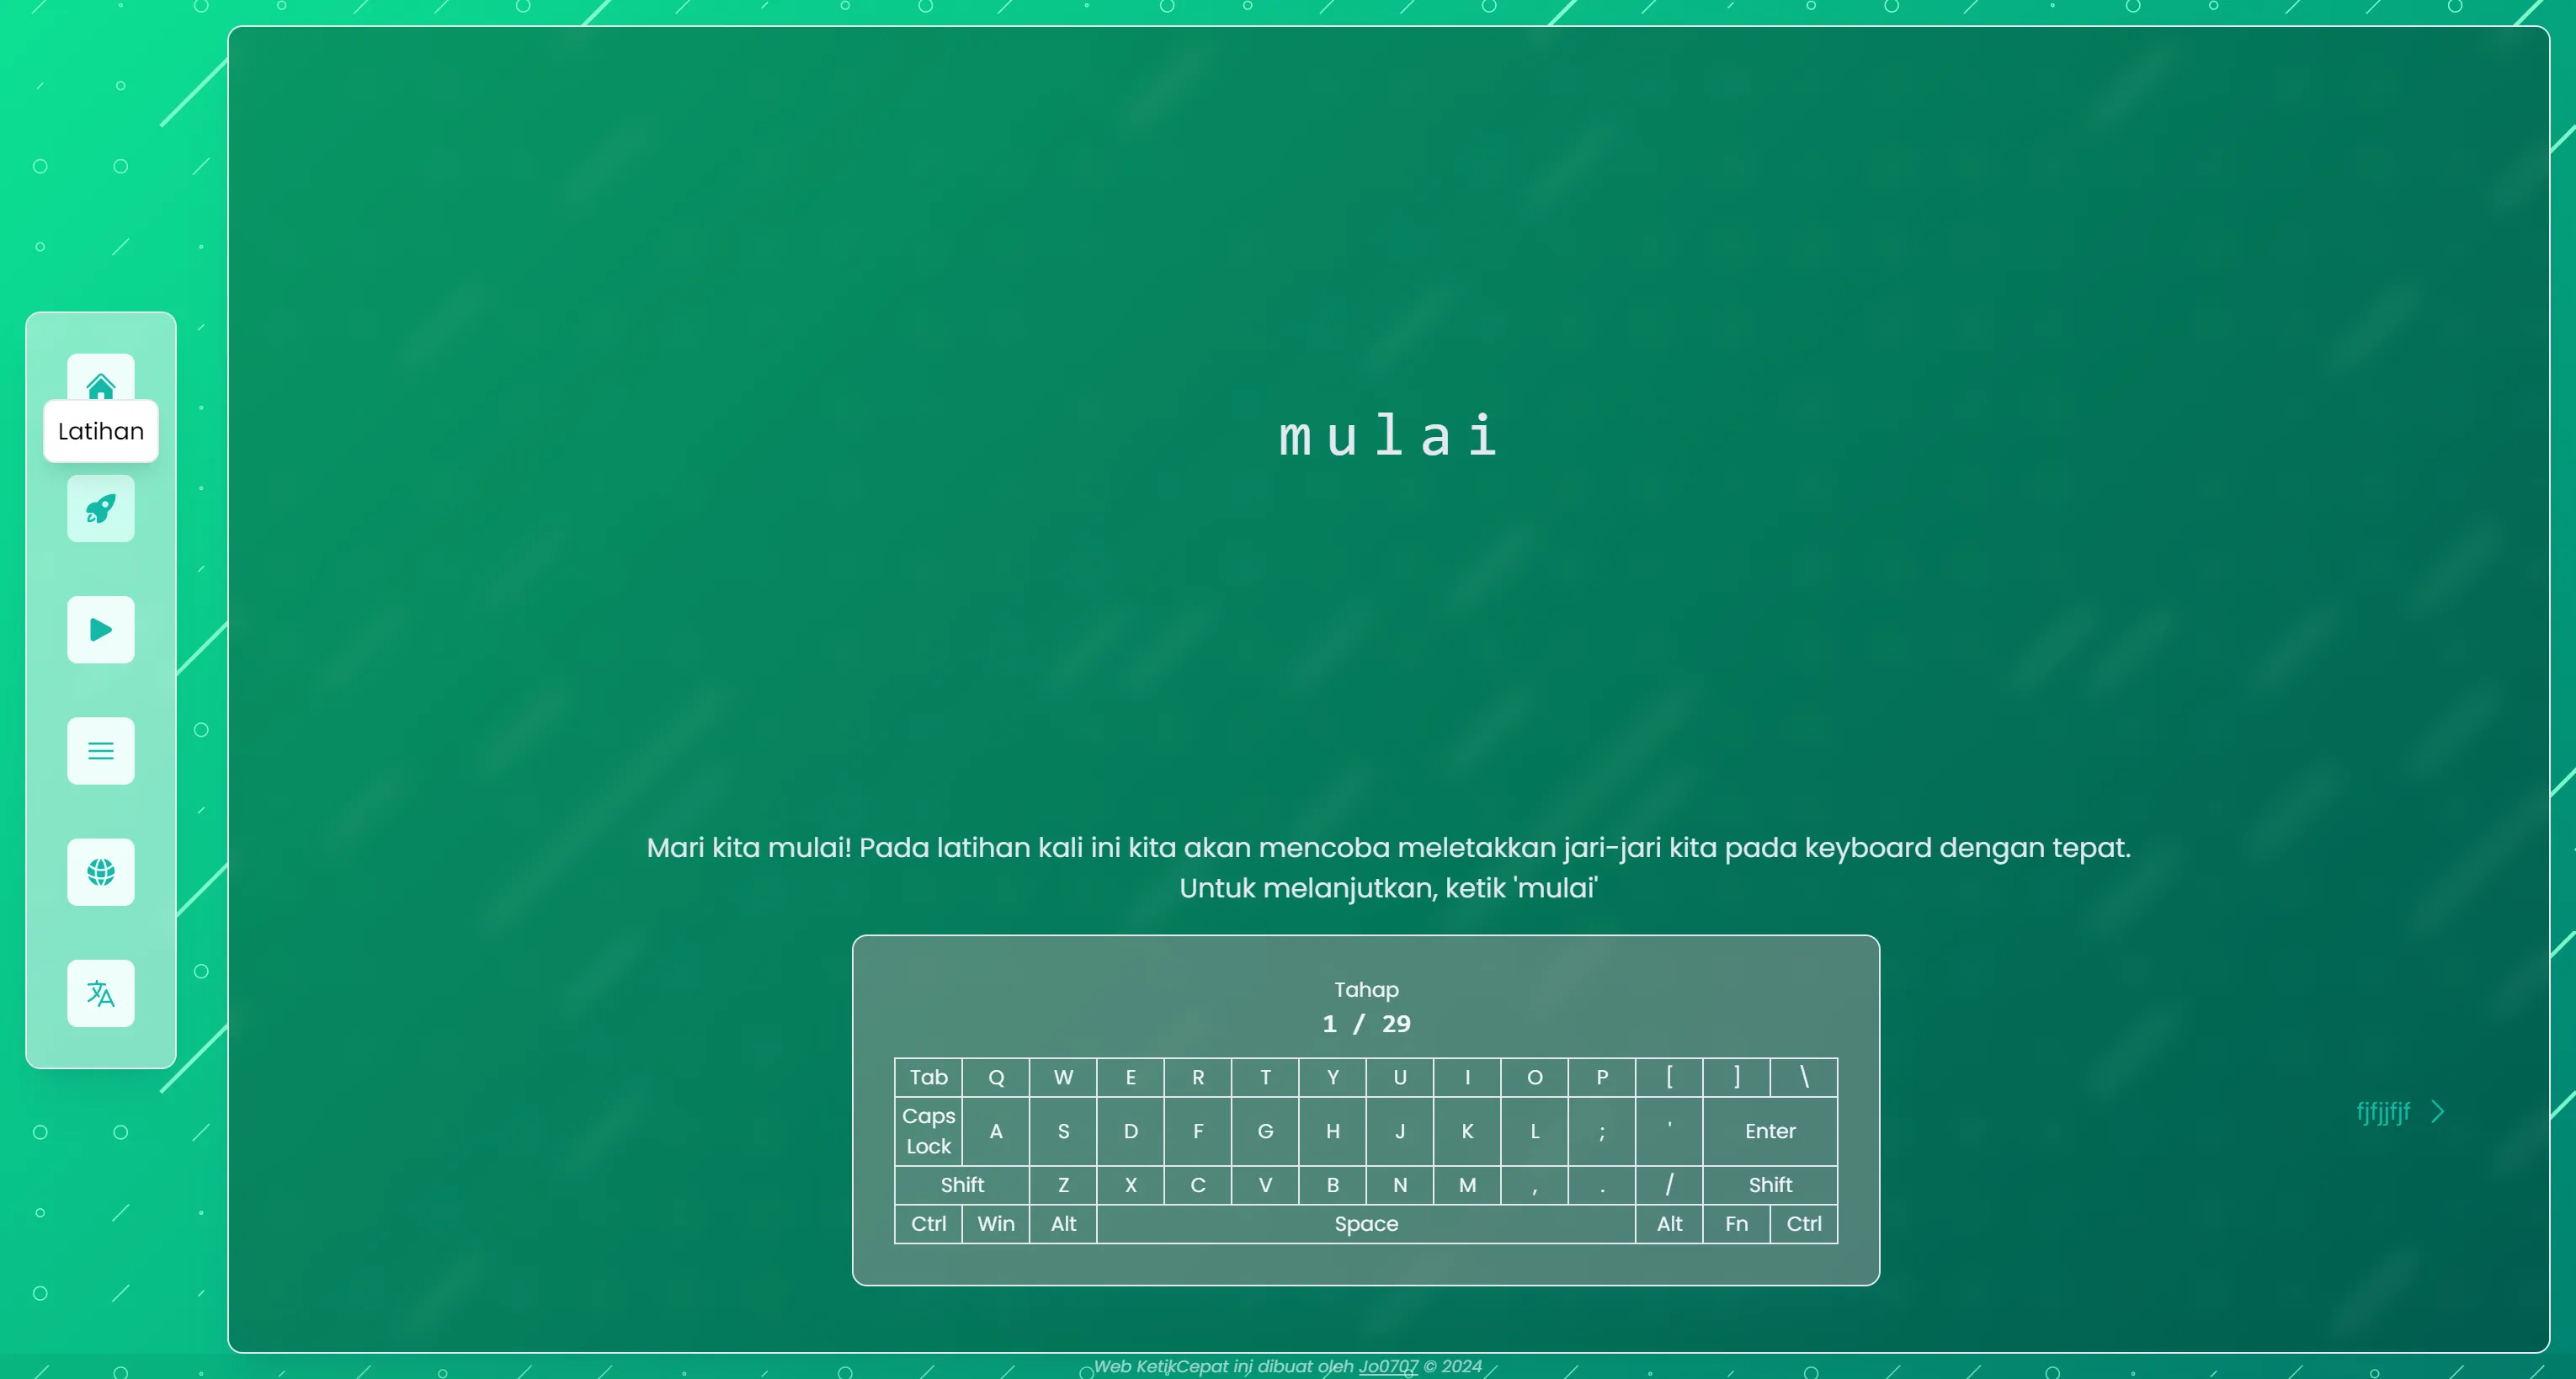 Latihan
mulai
Mari kita mulai! Pada latihan kali ini kita akan mencoba meletakkan jari-jari kita pada keyboard dengan tepat.
Untuk melanjutkan, ketik 'mulai'
Tahap
1 / 29
Tab Q W E R T Y U I O P [ ] \
Caps Lock A S D F G H J K L ; ' Enter
Shift Z X C V B N M , . / Shift
Ctrl Win Alt Space Alt Fn Ctrl
fjfjjfjf
Web KetikCepat ini dibuat oleh Jo0707 © 2024